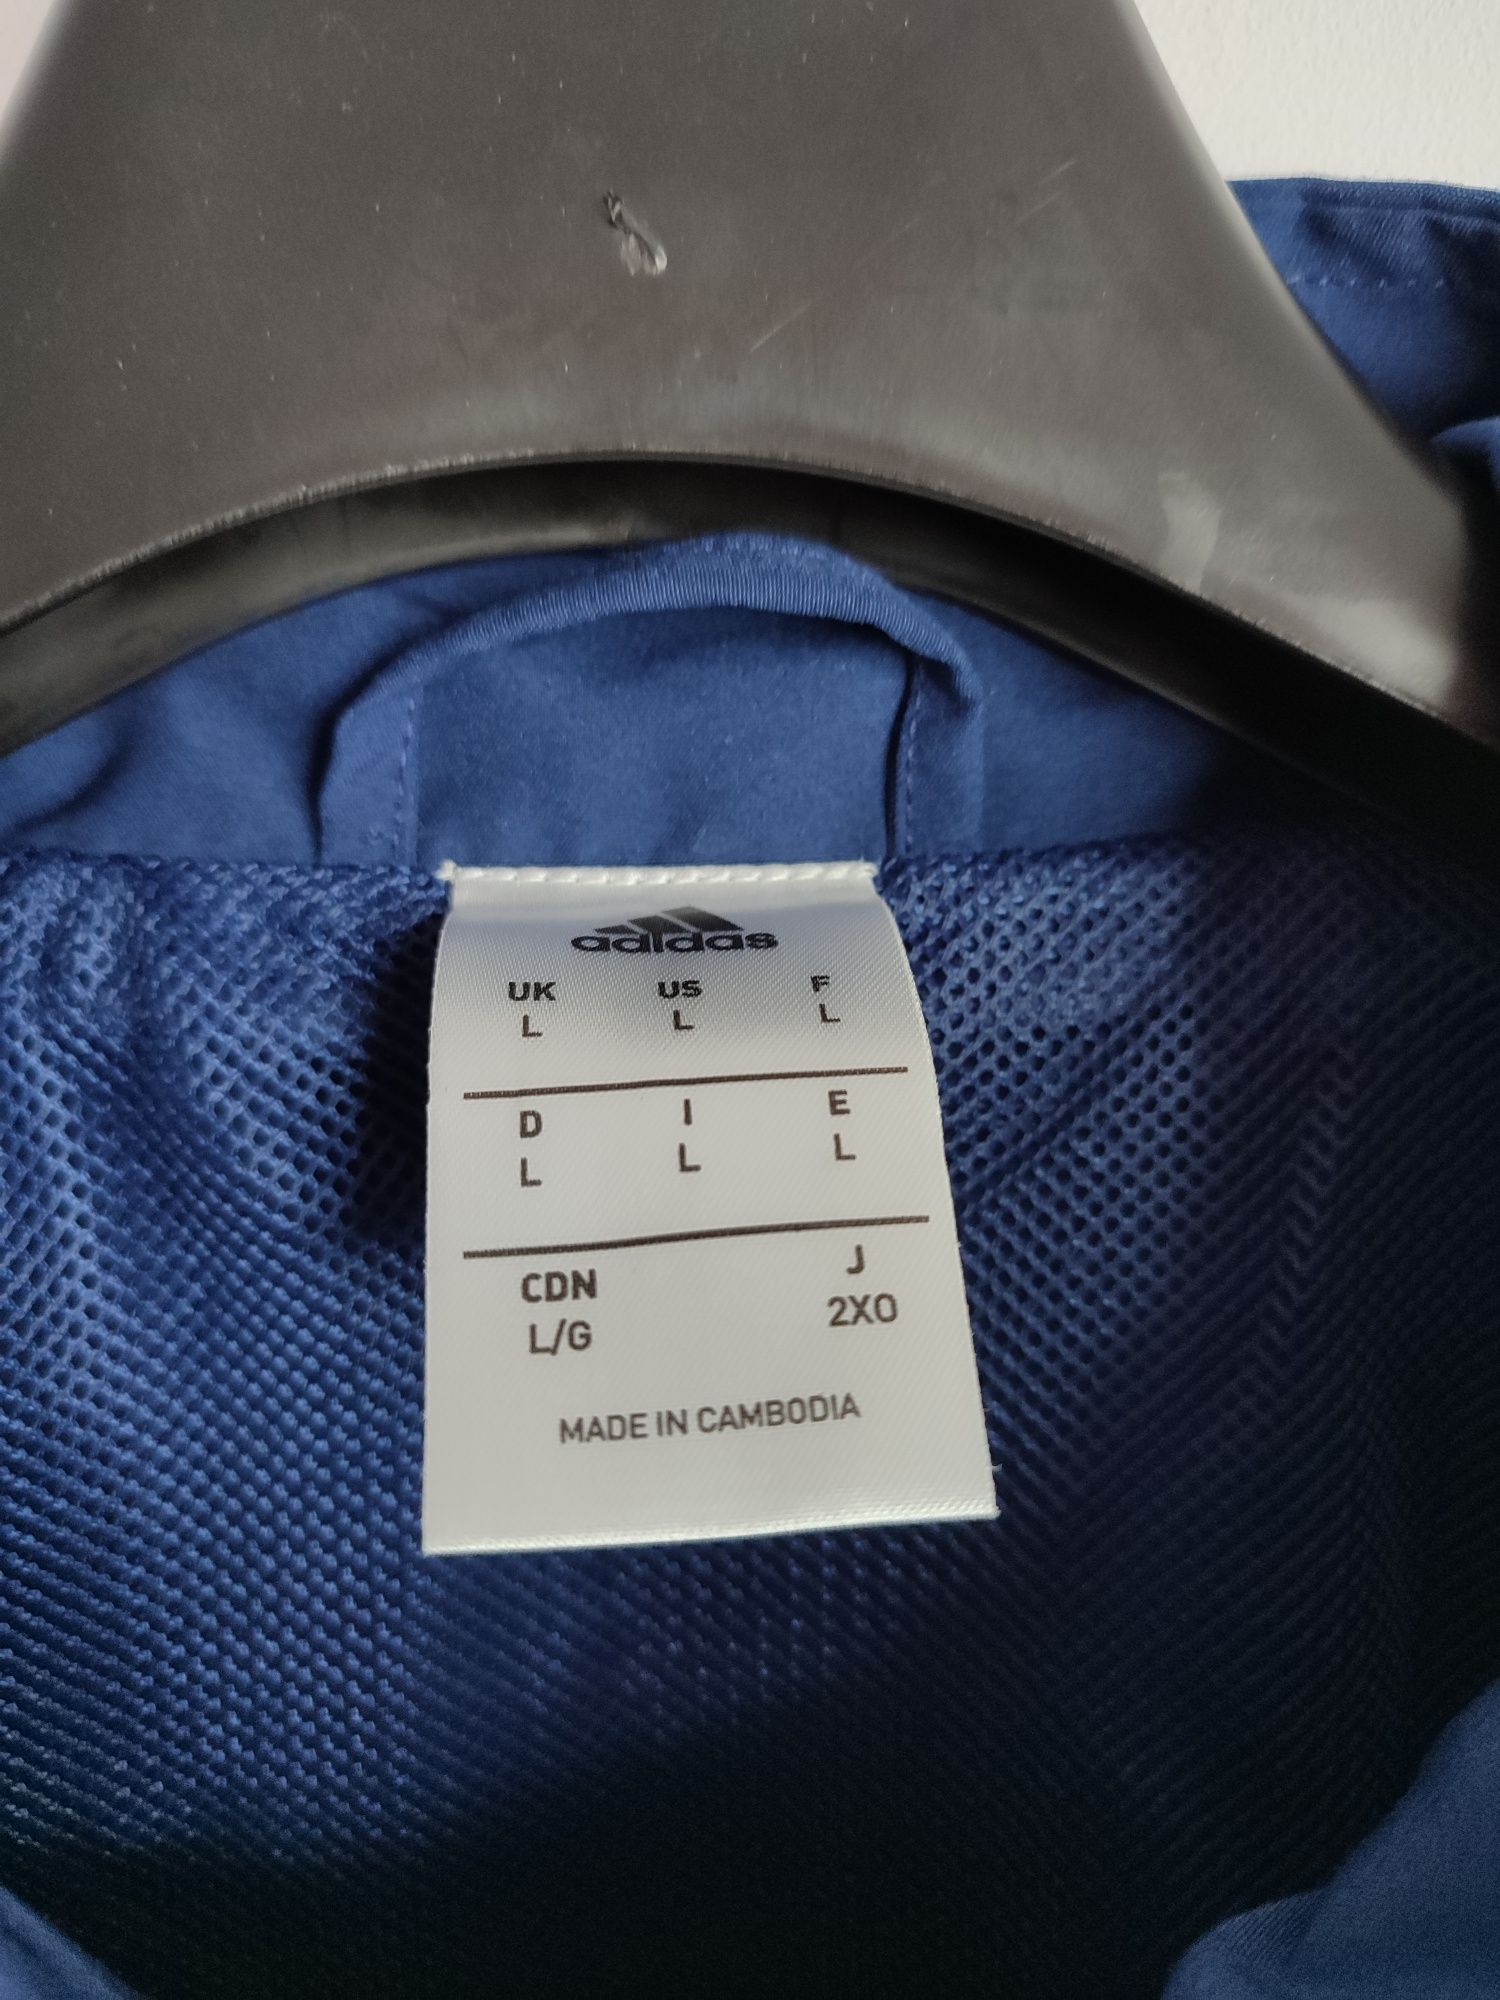 adidas
UK US F
L L L
D I E
L L L
CDN J
L/G 2XO
MADE IN CAMBODIA